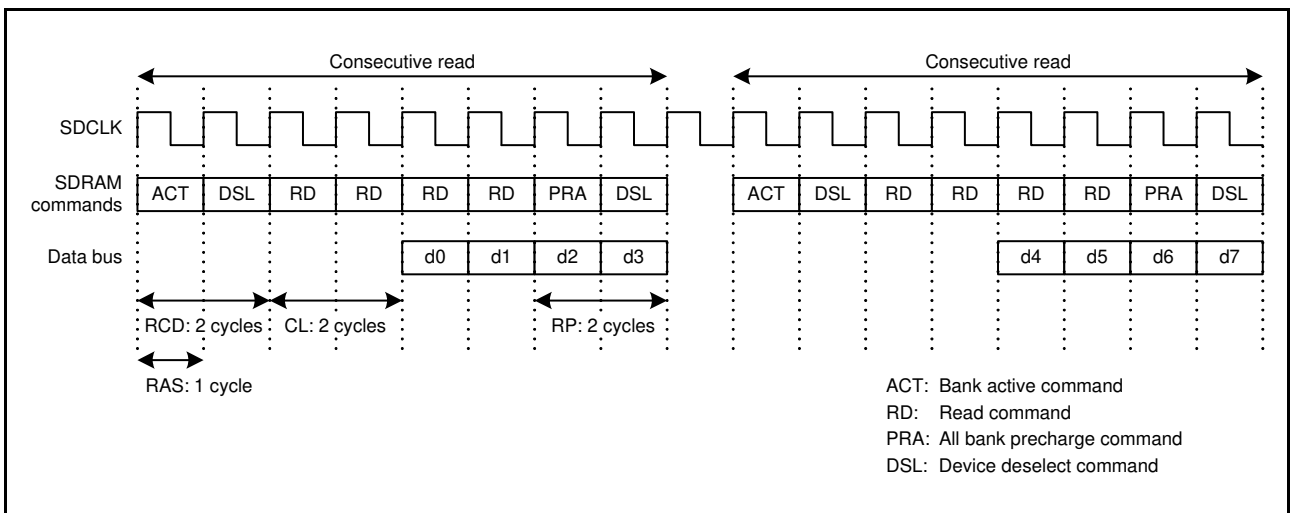 Consecutive read Consecutive read
SDCLK
SDRAM
commands
ACT DSL RD RD RD RD PRA DSL ACT DSL RD RD RD RD PRA DSL
Data bus d0 d1 d2 d3 d4 d5 d6 d7
RCD: 2 cycles CL: 2 cycles RP: 2 cycles
RAS: 1 cycle
ACT: Bank active command
RD: Read command
PRA: All bank precharge command
DSL: Device deselect command